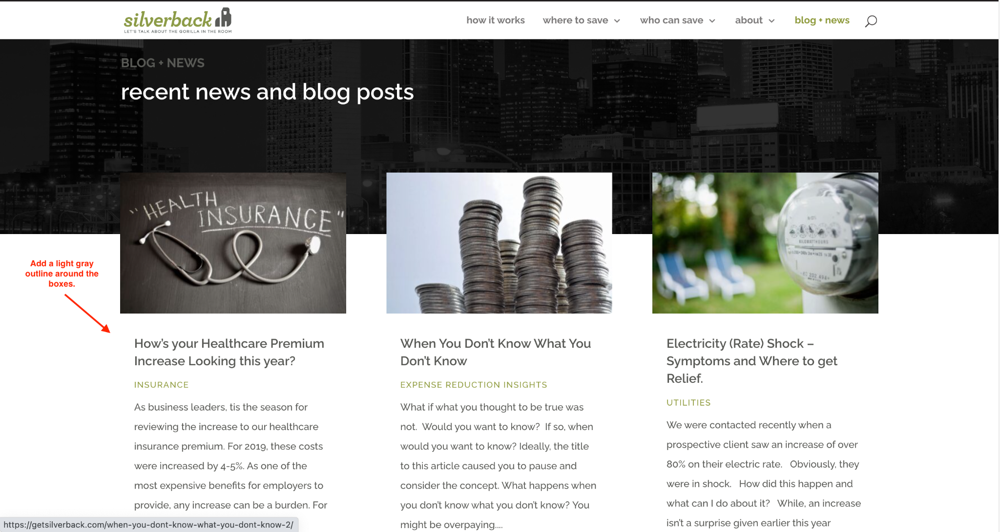 silverback
LET'S TALK ABOUT THE GORILLA IN THE ROOM
how it works
where to save
who can save
about
blog + news
BLOG + NEWS
recent news and blog posts
"HEALTH
INSURANCE"
KILOWATTHOURS
Add a light gray
outline around the
boxes.
How's your Healthcare Premium
Increase Looking this year?
INSURANCE
As business leaders, tis the season for
reviewing the increase to our healthcare
insurance premium. For 2019, these costs
were increased by 4-5%. As one of the
most expensive benefits for employers to
provide, any increase can be a burden. For
When You Don't Know What You
Don't Know
EXPENSE REDUCTION INSIGHTS
What if what you thought to be true was
not.  Would you want to know?  If so, when
would you want to know? Ideally, the title
to this article caused you to pause and
consider the concept. What happens when
you don't know what you don't know? You
might be overpaying....
Electricity (Rate) Shock –
Symptoms and Where to get
Relief.
UTILITIES
We were contacted recently when a
prospective client saw an increase of over
80% on their electric rate.   Obviously, they
were in shock.   How did this happen and
what can I do about it?   While, an increase
isn't a surprise given earlier this year
https://getsilverback.com/when-you-dont-know-what-you-dont-know-2/